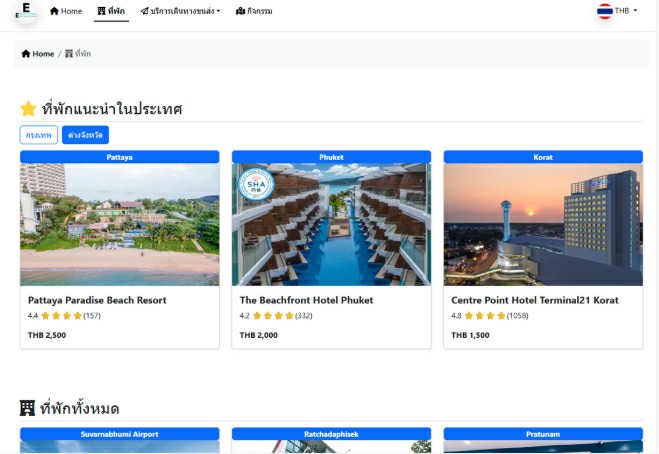 E
Home ที่พัก บริการเดินทางขนส่ง กิจกรรม THB
Home / ที่พัก
ที่พักแนะนำในประเทศ
กรุงเทพ ต่างจังหวัด
Pattaya Phuket Korat
SHA
Pattaya Paradise Beach Resort The Beachfront Hotel Phuket Centre Point Hotel Terminal21 Korat
4.4 (157) 4.2 (332) 4.8 (1058)
THB 2,500 THB 2,000 THB 1,500
ที่พักทั้งหมด
Suvarnabhumi Airport Ratchadaphisek Pratunam